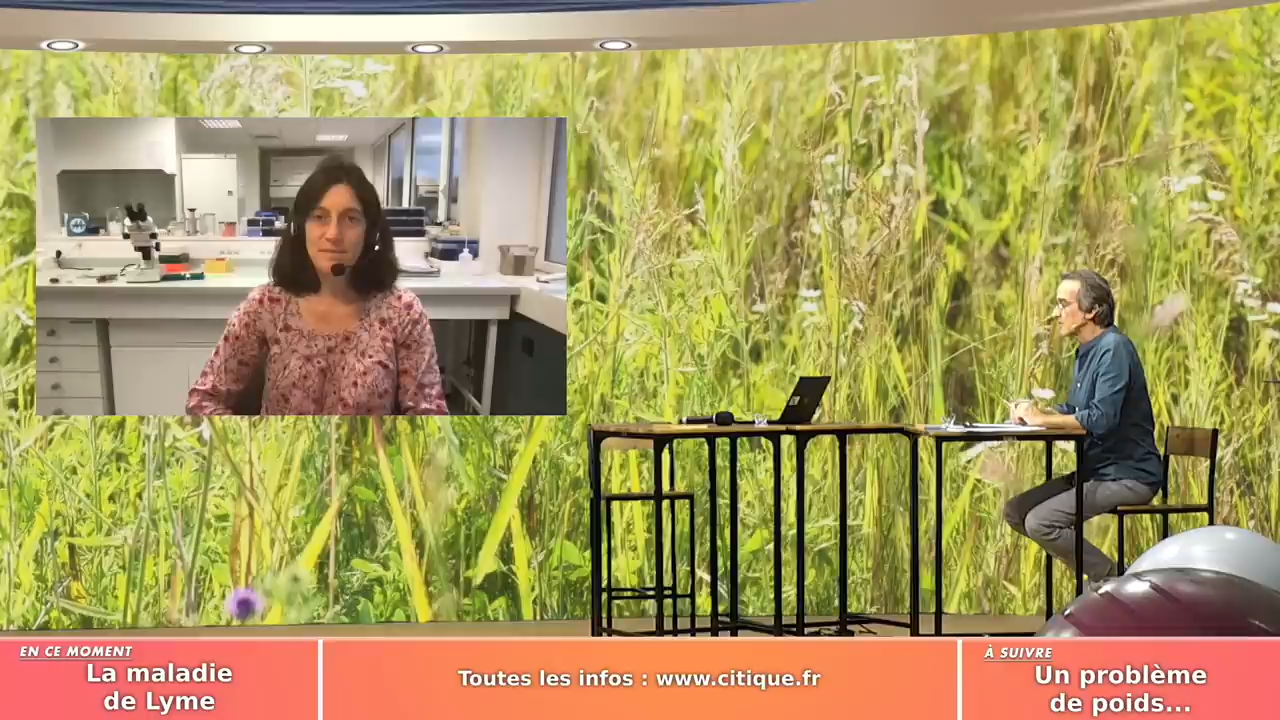 EN CE MOMENT
La maladie
de Lyme
Toutes les infos : www.citique.fr
À SUIVRE
Un problème
de poids...